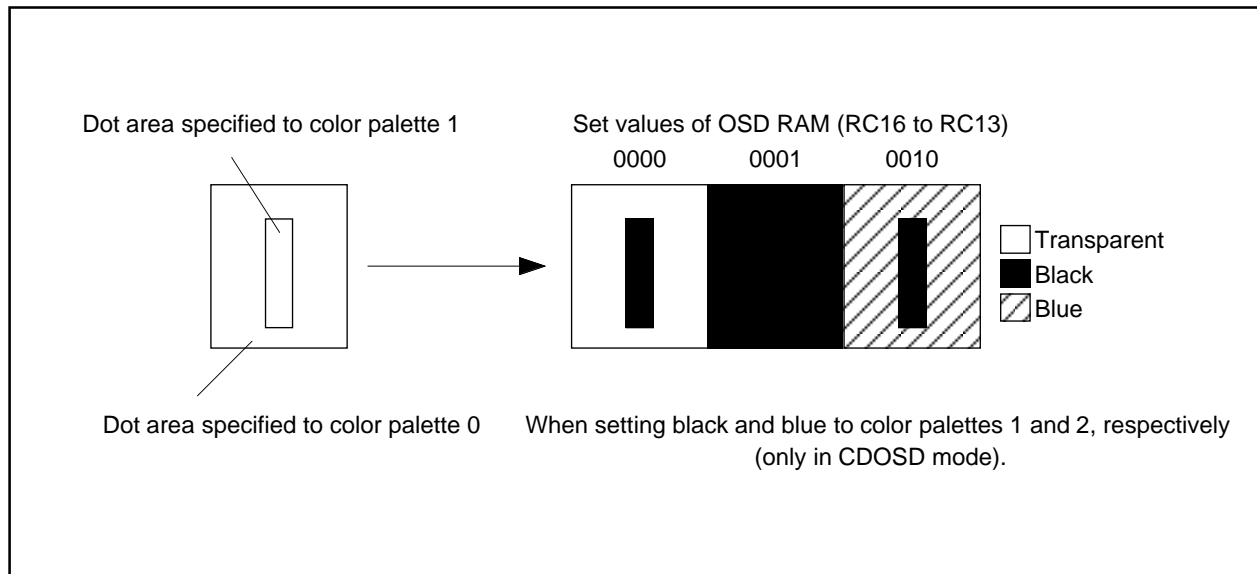 Dot area specified to color palette 1
Set values of OSD RAM (RC16 to RC13)
0000 0001 0010
Transparent
Black
Blue
Dot area specified to color palette 0
When setting black and blue to color palettes 1 and 2, respectively
(only in CDOSD mode).